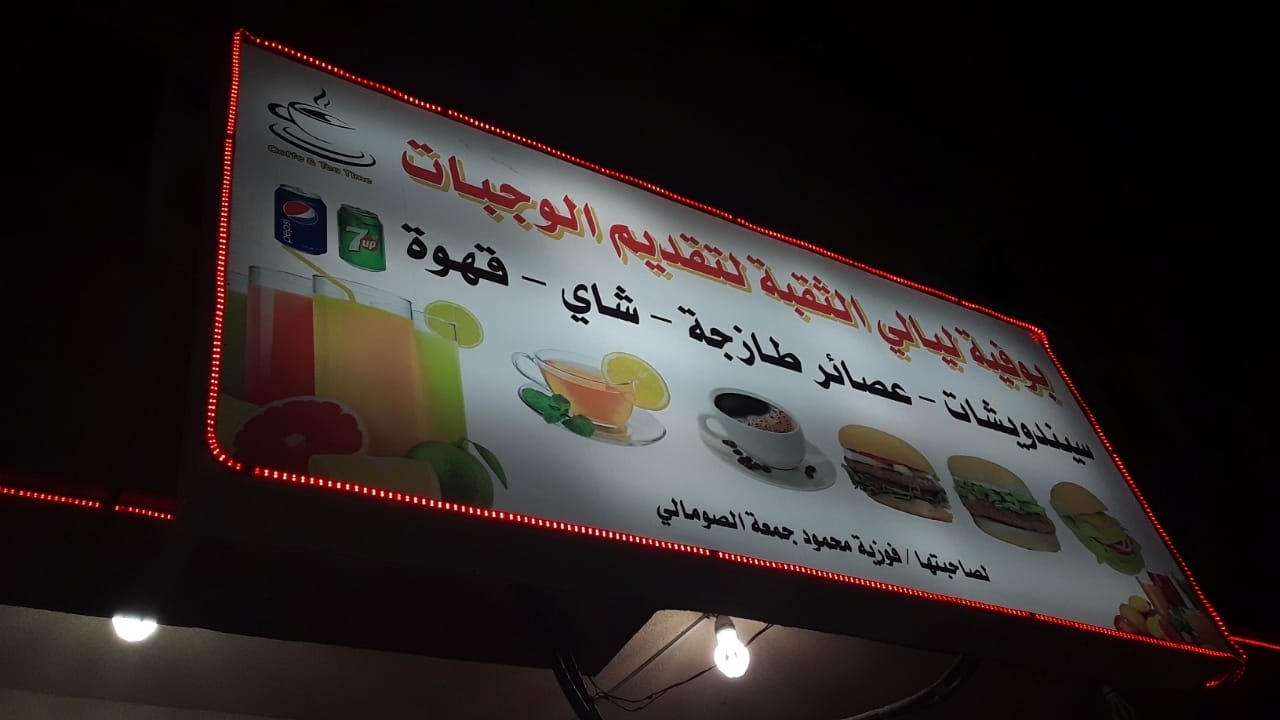 بوفية ليالي الثقبة لتقديم الوجبات
سيندويشات - عصائر طازجة - شاي - قهوة
لصاحبتها / فوزية محمود جمعة الصومالي
Coffe & Tea Time
pepsi
7up